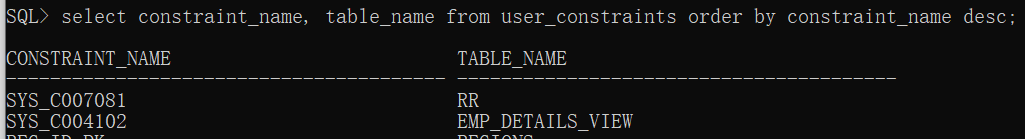 SQL> select constraint_name, table_name from user_constraints order by constraint_name desc;
CONSTRAINT_NAME TABLE_NAME
---------------------------------------- ----------------------------------------
SYS_C007081 RR
SYS_C004102 EMP_DETAILS_VIEW